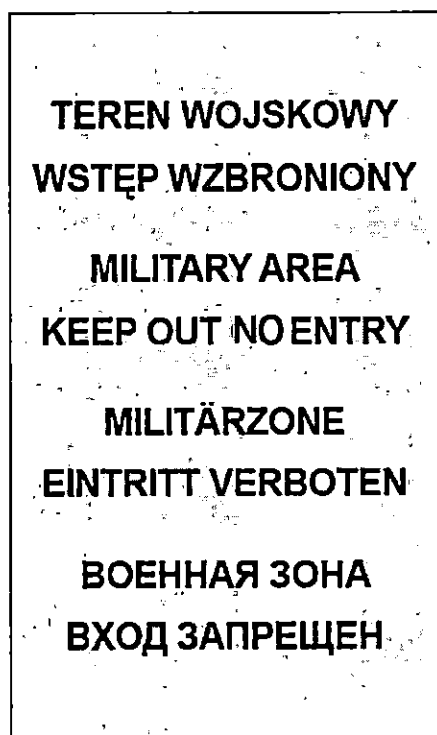 TEREN WOJSKOWY
WSTĘP WZBRONIONY
MILITARY AREA
KEEP OUT NO ENTRY
MILITÄRZONE
EINTRITT VERBOTEN
ВОЕННАЯ ЗОНА
ВХОД ЗАПРЕЩЕН